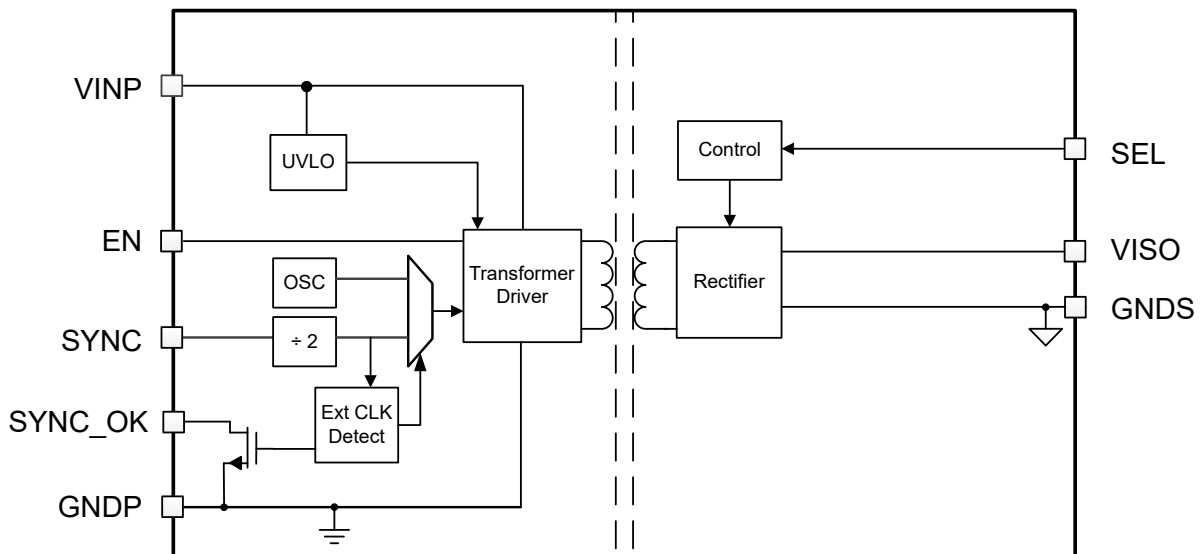 VINP
UVLO
Control
SEL
EN
Transformer
Driver
VISO
OSC
Rectifier
GNDS
SYNC
÷ 2
SYNC_OK
Ext CLK
Detect
GNDP